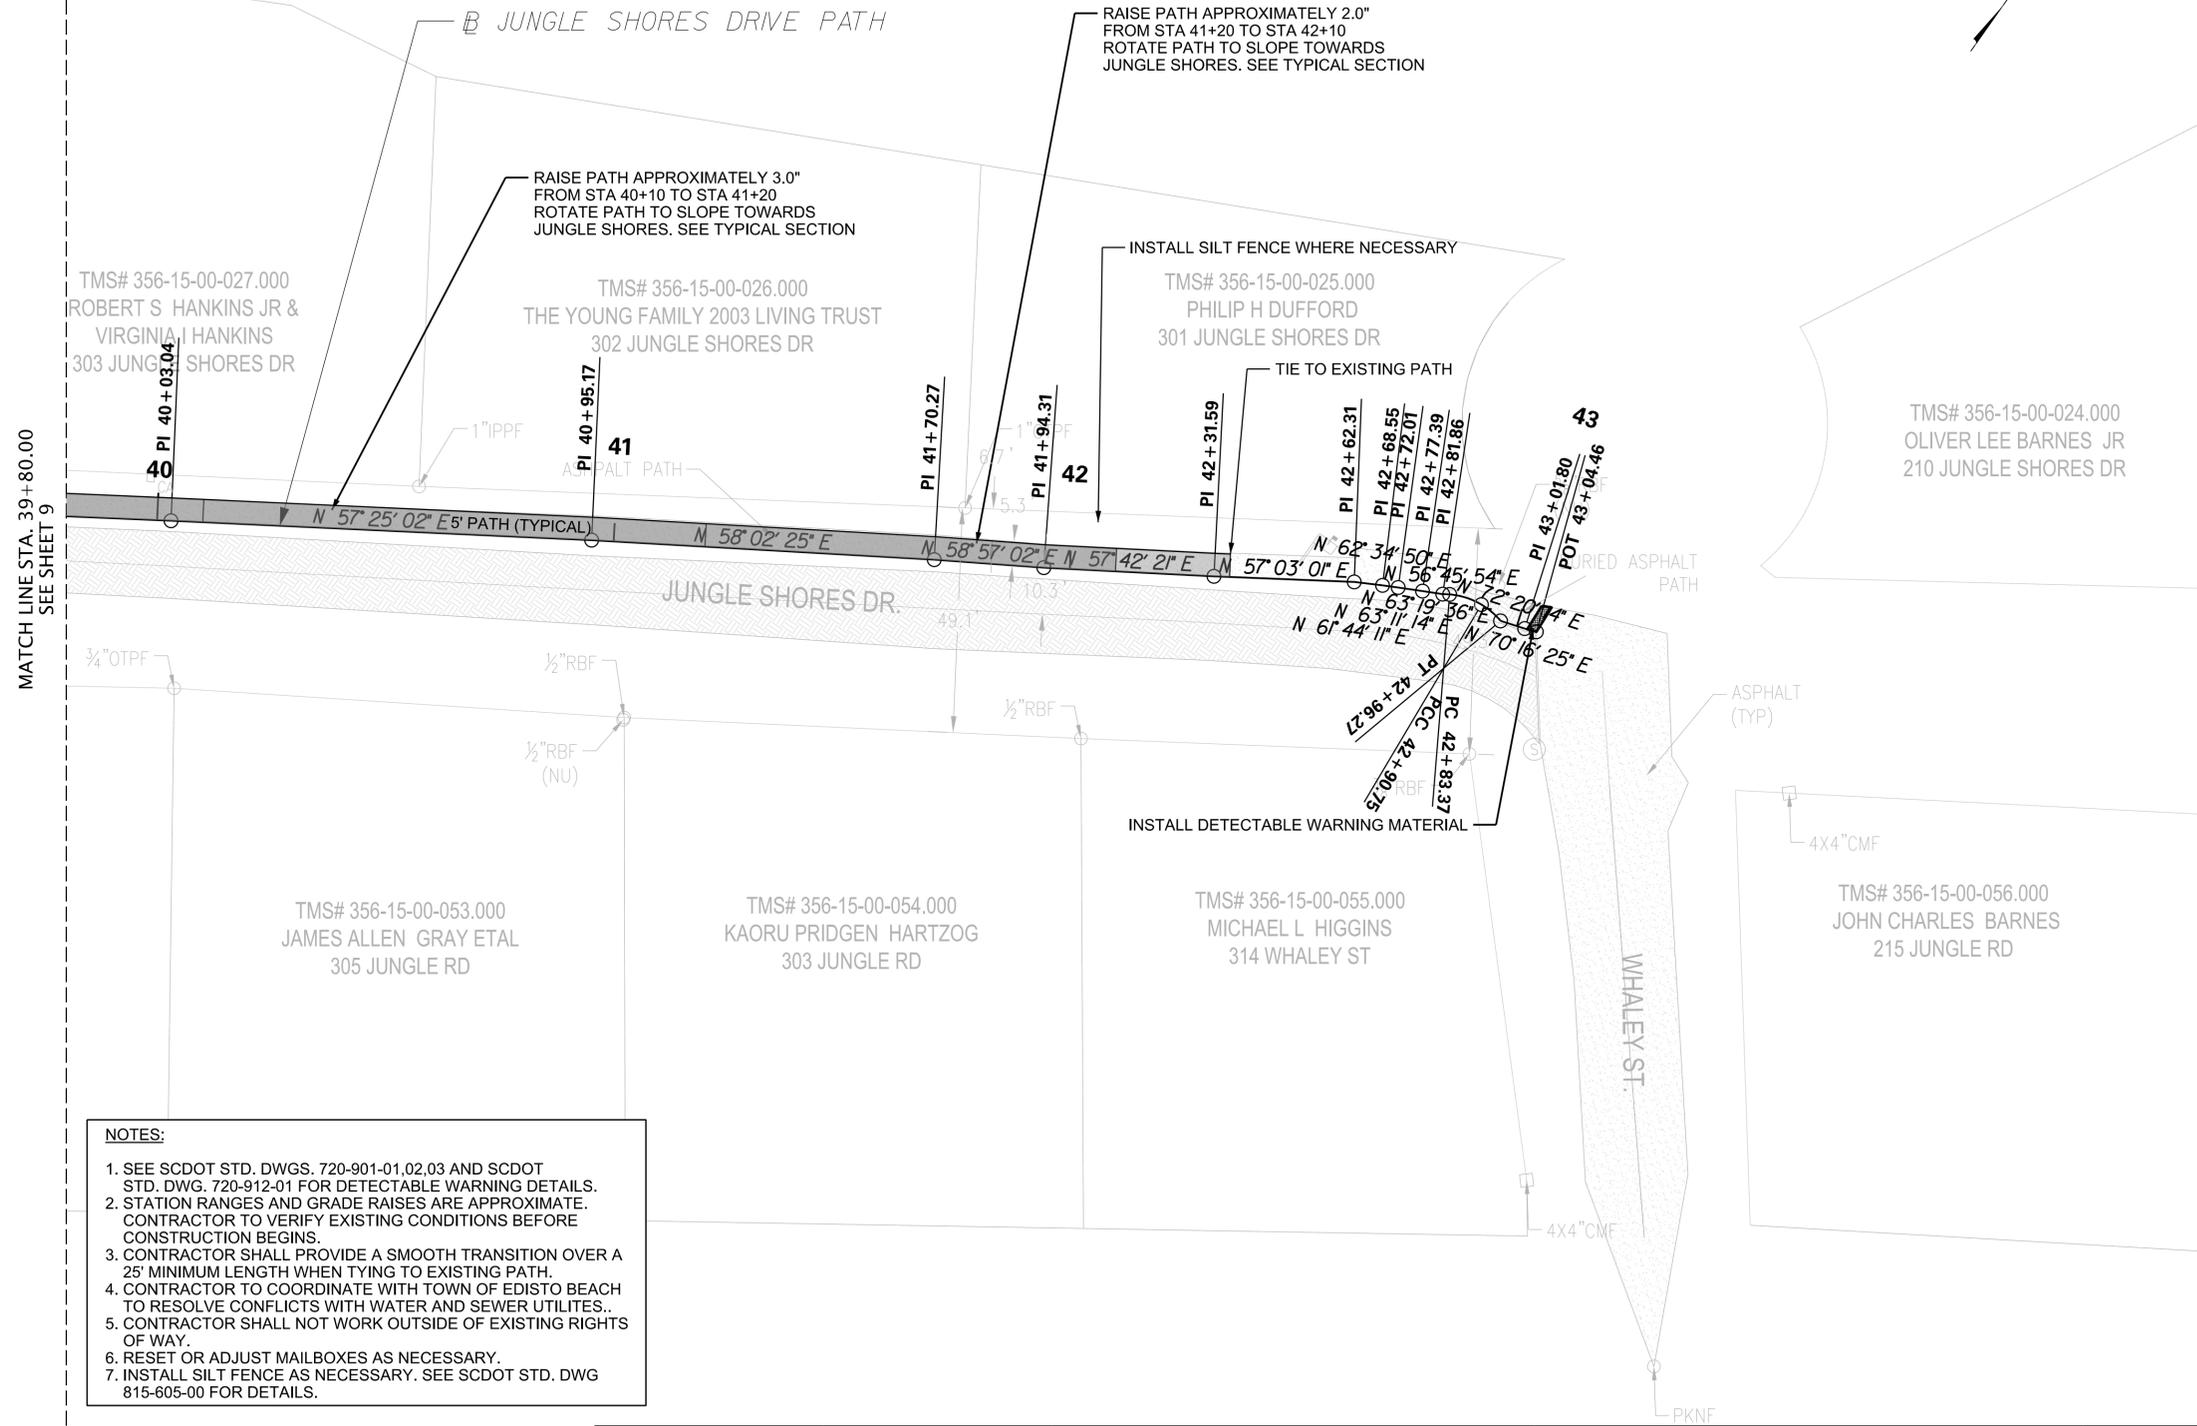 JUNGLE SHORES DRIVE PATH
RAISE PATH APPROXIMATELY 2.0"
FROM STA 41+20 TO STA 42+10
ROTATE PATH TO SLOPE TOWARDS
JUNGLE SHORES. SEE TYPICAL SECTION
RAISE PATH APPROXIMATELY 3.0"
FROM STA 40+10 TO STA 41+20
ROTATE PATH TO SLOPE TOWARDS
JUNGLE SHORES. SEE TYPICAL SECTION
INSTALL SILT FENCE WHERE NECESSARY
TMS# 356-15-00-027.000
ROBERT S HANKINS JR &
VIRGINIA I HANKINS
303 JUNGLE SHORES DR
TMS# 356-15-00-026.000
THE YOUNG FAMILY 2003 LIVING TRUST
302 JUNGLE SHORES DR
TMS# 356-15-00-025.000
PHILIP H DUFFORD
301 JUNGLE SHORES DR
TIE TO EXISTING PATH
TMS# 356-15-00-024.000
OLIVER LEE BARNES JR
210 JUNGLE SHORES DR
MATCH LINE STA. 39+80.00
SEE SHEET 9
PI 40+03.04
PI 40+95.17
PI 41+70.27
PI 41+94.31
PI 42+31.59
PI 42+62.31
PI 42+68.55
PI 42+72.01
PI 42+77.39
PI 42+81.86
PI 43+01.80
POT 43+04.46
40
41
42
43
1"IPPF
ASPHALT PATH
6.7'
5.3'
N 57°25'02" E
5' PATH (TYPICAL)
N 58°02'25" E
N 58°57'02" E
N 57°42'21" E
N 57°03'01" E
N 62°34'50" E
N 56°45'54" E
N 63°19'36" E
N 63°11'14" E
N 61°44'11" E
N 70°16'25" E
ASPHALT
PATH
JUNGLE SHORES DR.
10.3'
49.1'
PT 42+96.27
PCC 42+90.75
PC 42+83.37
¾"OTPF
½"RBF
½"RBF
(NU)
½"RBF
RBF
S
ASPHALT
(TYP)
INSTALL DETECTABLE WARNING MATERIAL
4X4"CMF
TMS# 356-15-00-053.000
JAMES ALLEN GRAY ETAL
305 JUNGLE RD
TMS# 356-15-00-054.000
KAORU PRIDGEN HARTZOG
303 JUNGLE RD
TMS# 356-15-00-055.000
MICHAEL L HIGGINS
314 WHALEY ST
TMS# 356-15-00-056.000
JOHN CHARLES BARNES
215 JUNGLE RD
WHALEY ST.
4X4"CMF
PKNF
NOTES:
1. SEE SCDOT STD. DWGS. 720-901-01,02,03 AND SCDOT
STD. DWG. 720-912-01 FOR DETECTABLE WARNING DETAILS.
2. STATION RANGES AND GRADE RAISES ARE APPROXIMATE.
CONTRACTOR TO VERIFY EXISTING CONDITIONS BEFORE
CONSTRUCTION BEGINS.
3. CONTRACTOR SHALL PROVIDE A SMOOTH TRANSITION OVER A
25' MINIMUM LENGTH WHEN TYING TO EXISTING PATH.
4. CONTRACTOR TO COORDINATE WITH TOWN OF EDISTO BEACH
TO RESOLVE CONFLICTS WITH WATER AND SEWER UTILITES..
5. CONTRACTOR SHALL NOT WORK OUTSIDE OF EXISTING RIGHTS
OF WAY.
6. RESET OR ADJUST MAILBOXES AS NECESSARY.
7. INSTALL SILT FENCE AS NECESSARY. SEE SCDOT STD. DWG
815-605-00 FOR DETAILS.